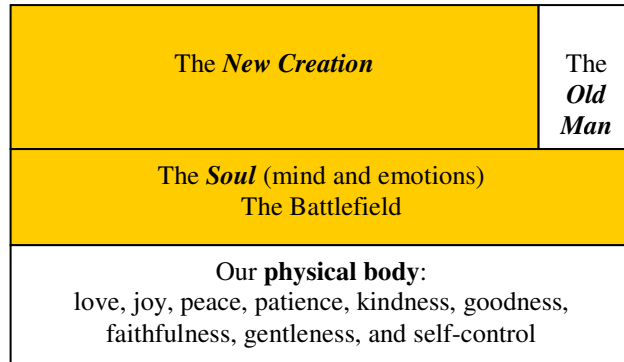 The New Creation
The
Old
Man
The Soul (mind and emotions)
The Battlefield
Our physical body:
love, joy, peace, patience, kindness, goodness,
faithfulness, gentleness, and self-control